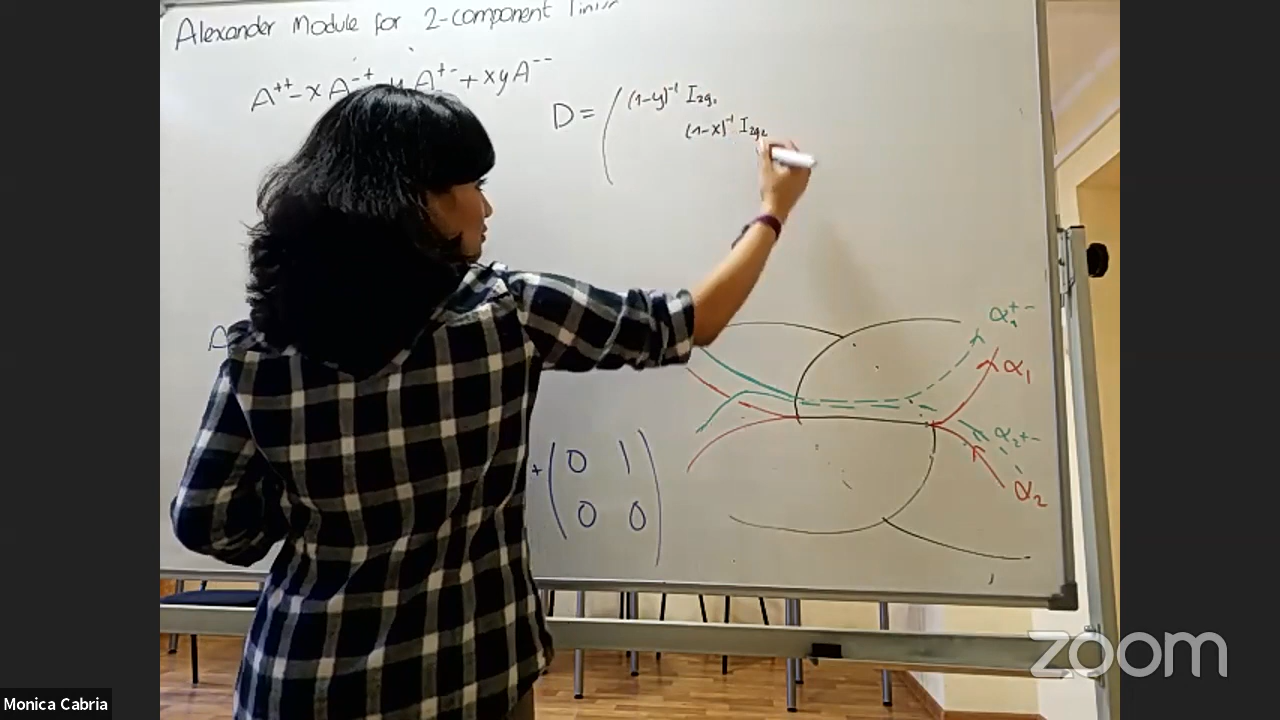 Alexander Module for 2-component
A⁺⁺ - x A⁻⁺ y A⁺⁻ + xy A⁻⁻
D = ( (1-y)⁻¹ I₂g₁
(1-x)⁻¹ I₂g₂
α₁⁺⁻
α₁
α₂⁺⁻
α₂
+ ( 0 1
0 0 )
zoom
Monica Cabria